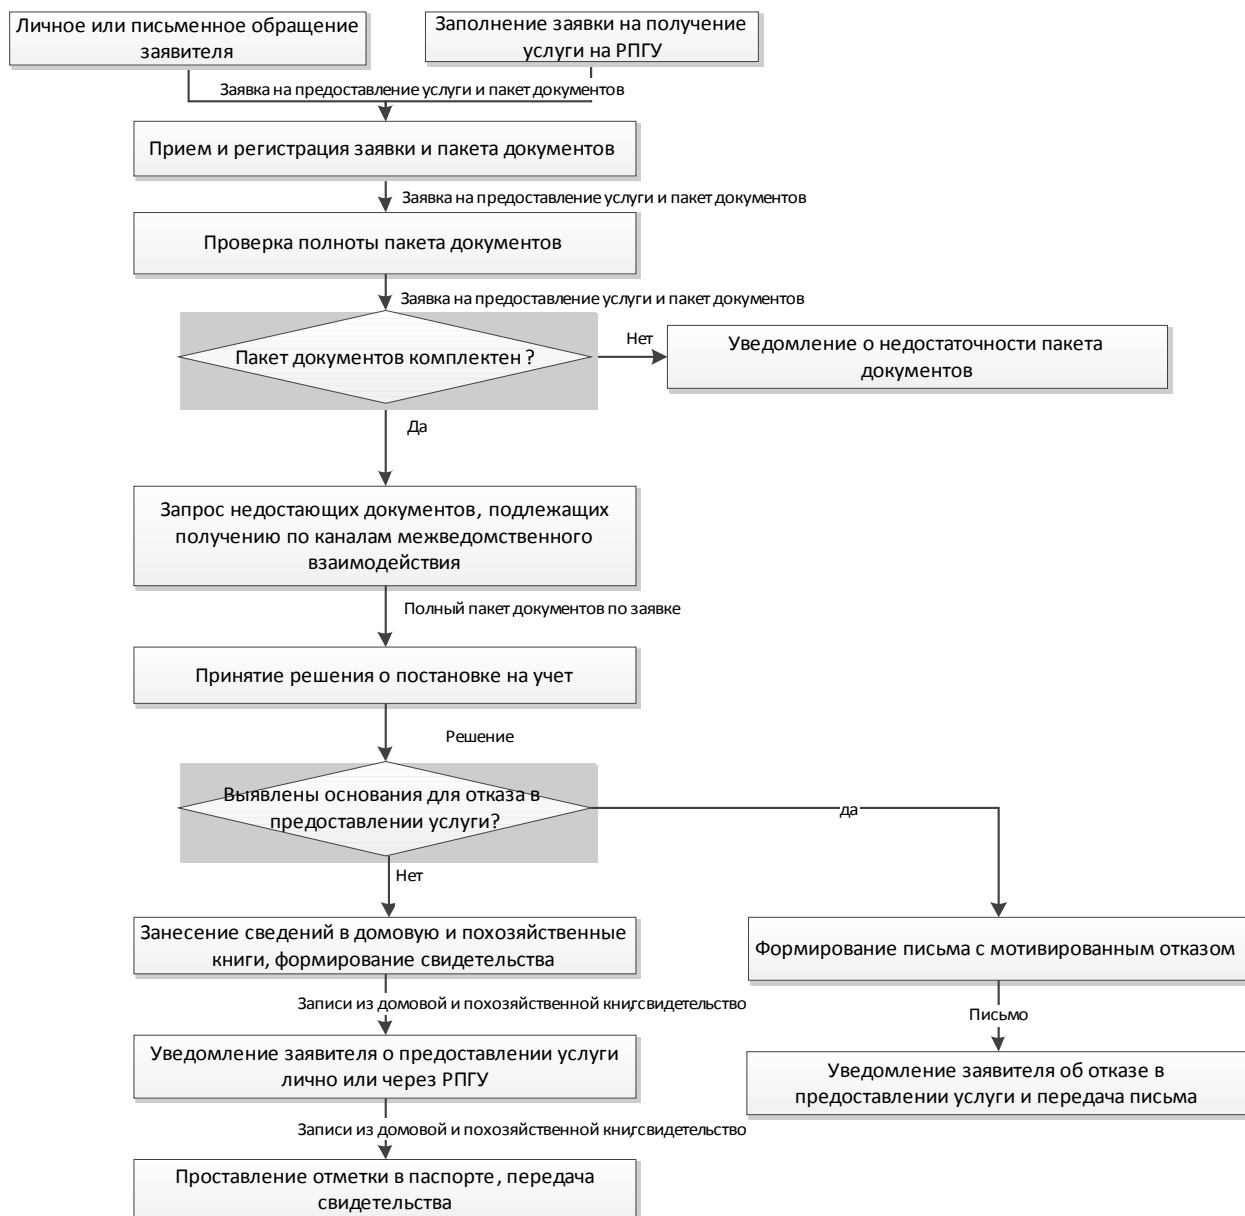 Личное или письменное обращение
заявителя
Заполнение заявки на получение
услуги на РПГУ
Заявка на предоставление услуги и пакет документов
Прием и регистрация заявки и пакета документов
Заявка на предоставление услуги и пакет документов
Проверка полноты пакета документов
Заявка на предоставление услуги и пакет документов
Пакет документов комплектен ?
Нет
Уведомление о недостаточности пакета
документов
Да
Запрос недостающих документов, подлежащих
получению по каналам межведомственного
взаимодействия
Полный пакет документов по заявке
Принятие решения о постановке на учет
Решение
Выявлены основания для отказа в
предоставлении услуги?
да
Нет
Занесение сведений в домовую и похозяйственные
книги, формирование свидетельства
Формирование письма с мотивированным отказом
Записи из домовой и похозяйственной книг,свидетельство
Письмо
Уведомление заявителя о предоставлении услуги
лично или через РПГУ
Уведомление заявителя об отказе в
предоставлении услуги и передача письма
Записи из домовой и похозяйственной книг,свидетельство
Проставление отметки в паспорте, передача
свидетельства